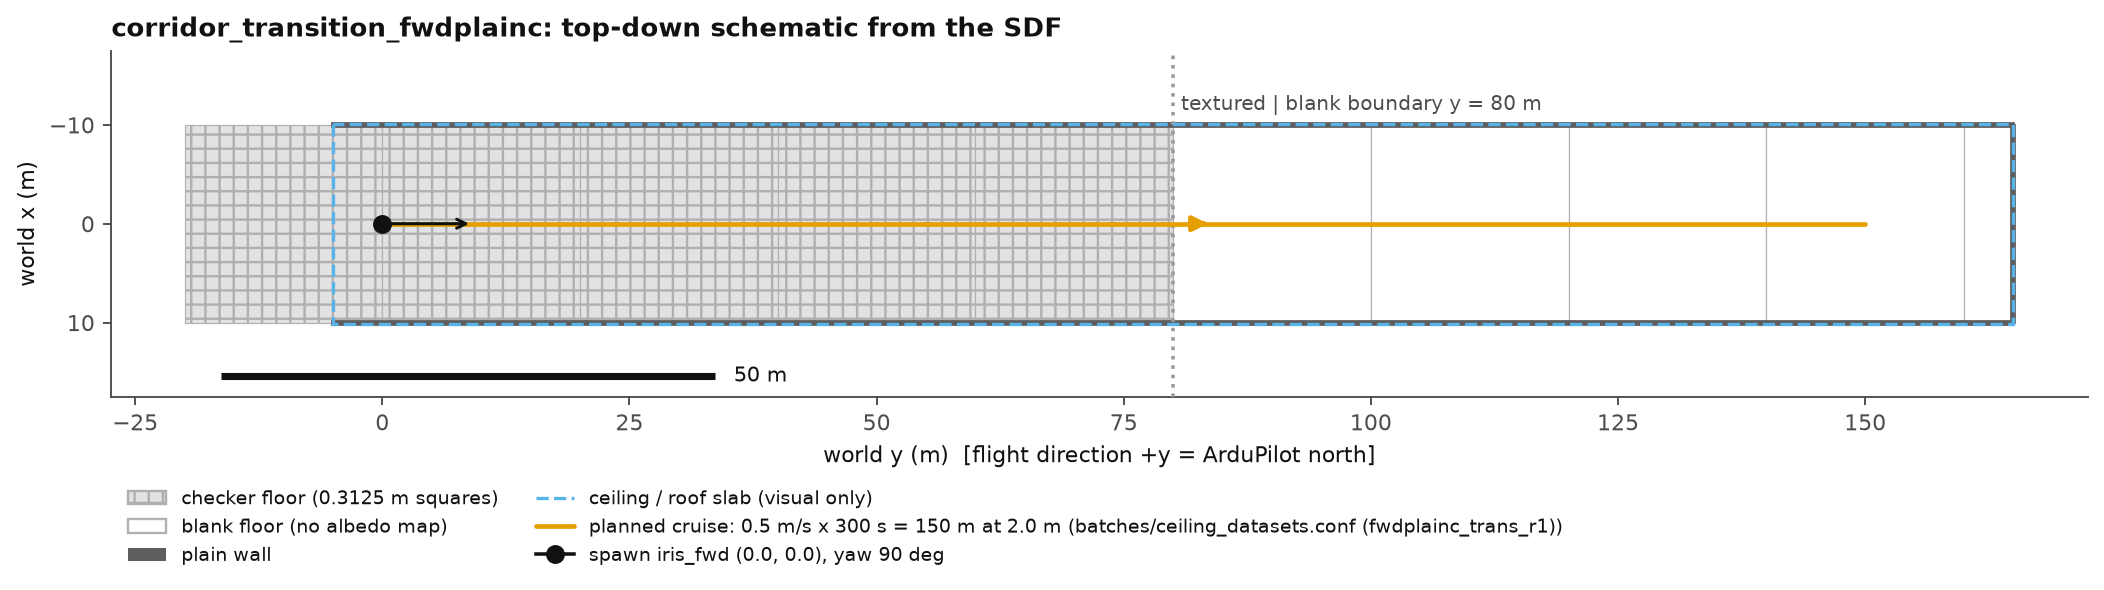 corridor_transition_fwdplainc: top-down schematic from the SDF
textured | blank boundary y = 80 m
−10
0
10
world x (m)
50 m
−25
0
25
50
75
100
125
150
world y (m)  [flight direction +y = ArduPilot north]
checker floor (0.3125 m squares)
blank floor (no albedo map)
plain wall
ceiling / roof slab (visual only)
planned cruise: 0.5 m/s x 300 s = 150 m at 2.0 m (batches/ceiling_datasets.conf (fwdplainc_trans_r1))
spawn iris_fwd (0.0, 0.0), yaw 90 deg